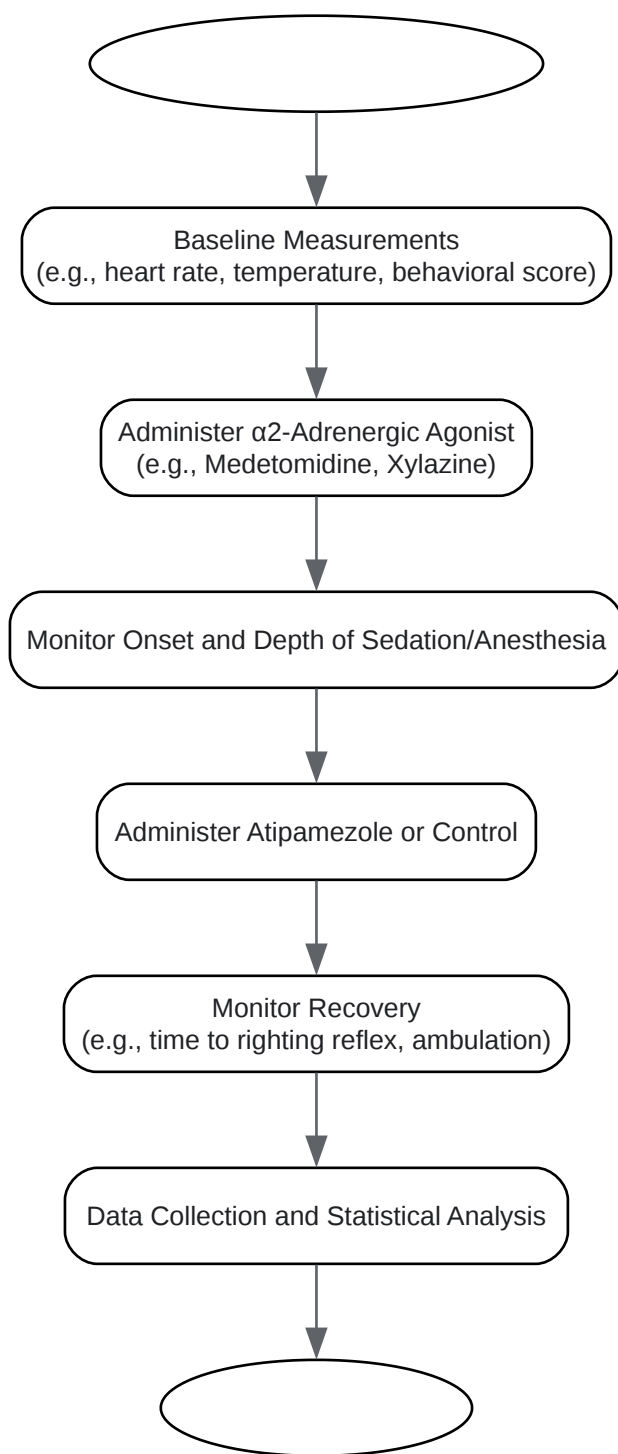 Baseline Measurements
(e.g., heart rate, temperature, behavioral score)
Administer α2-Adrenergic Agonist
(e.g., Medetomidine, Xylazine)
Monitor Onset and Depth of Sedation/Anesthesia
Administer Atipamezole or Control
Monitor Recovery
(e.g., time to righting reflex, ambulation)
Data Collection and Statistical Analysis